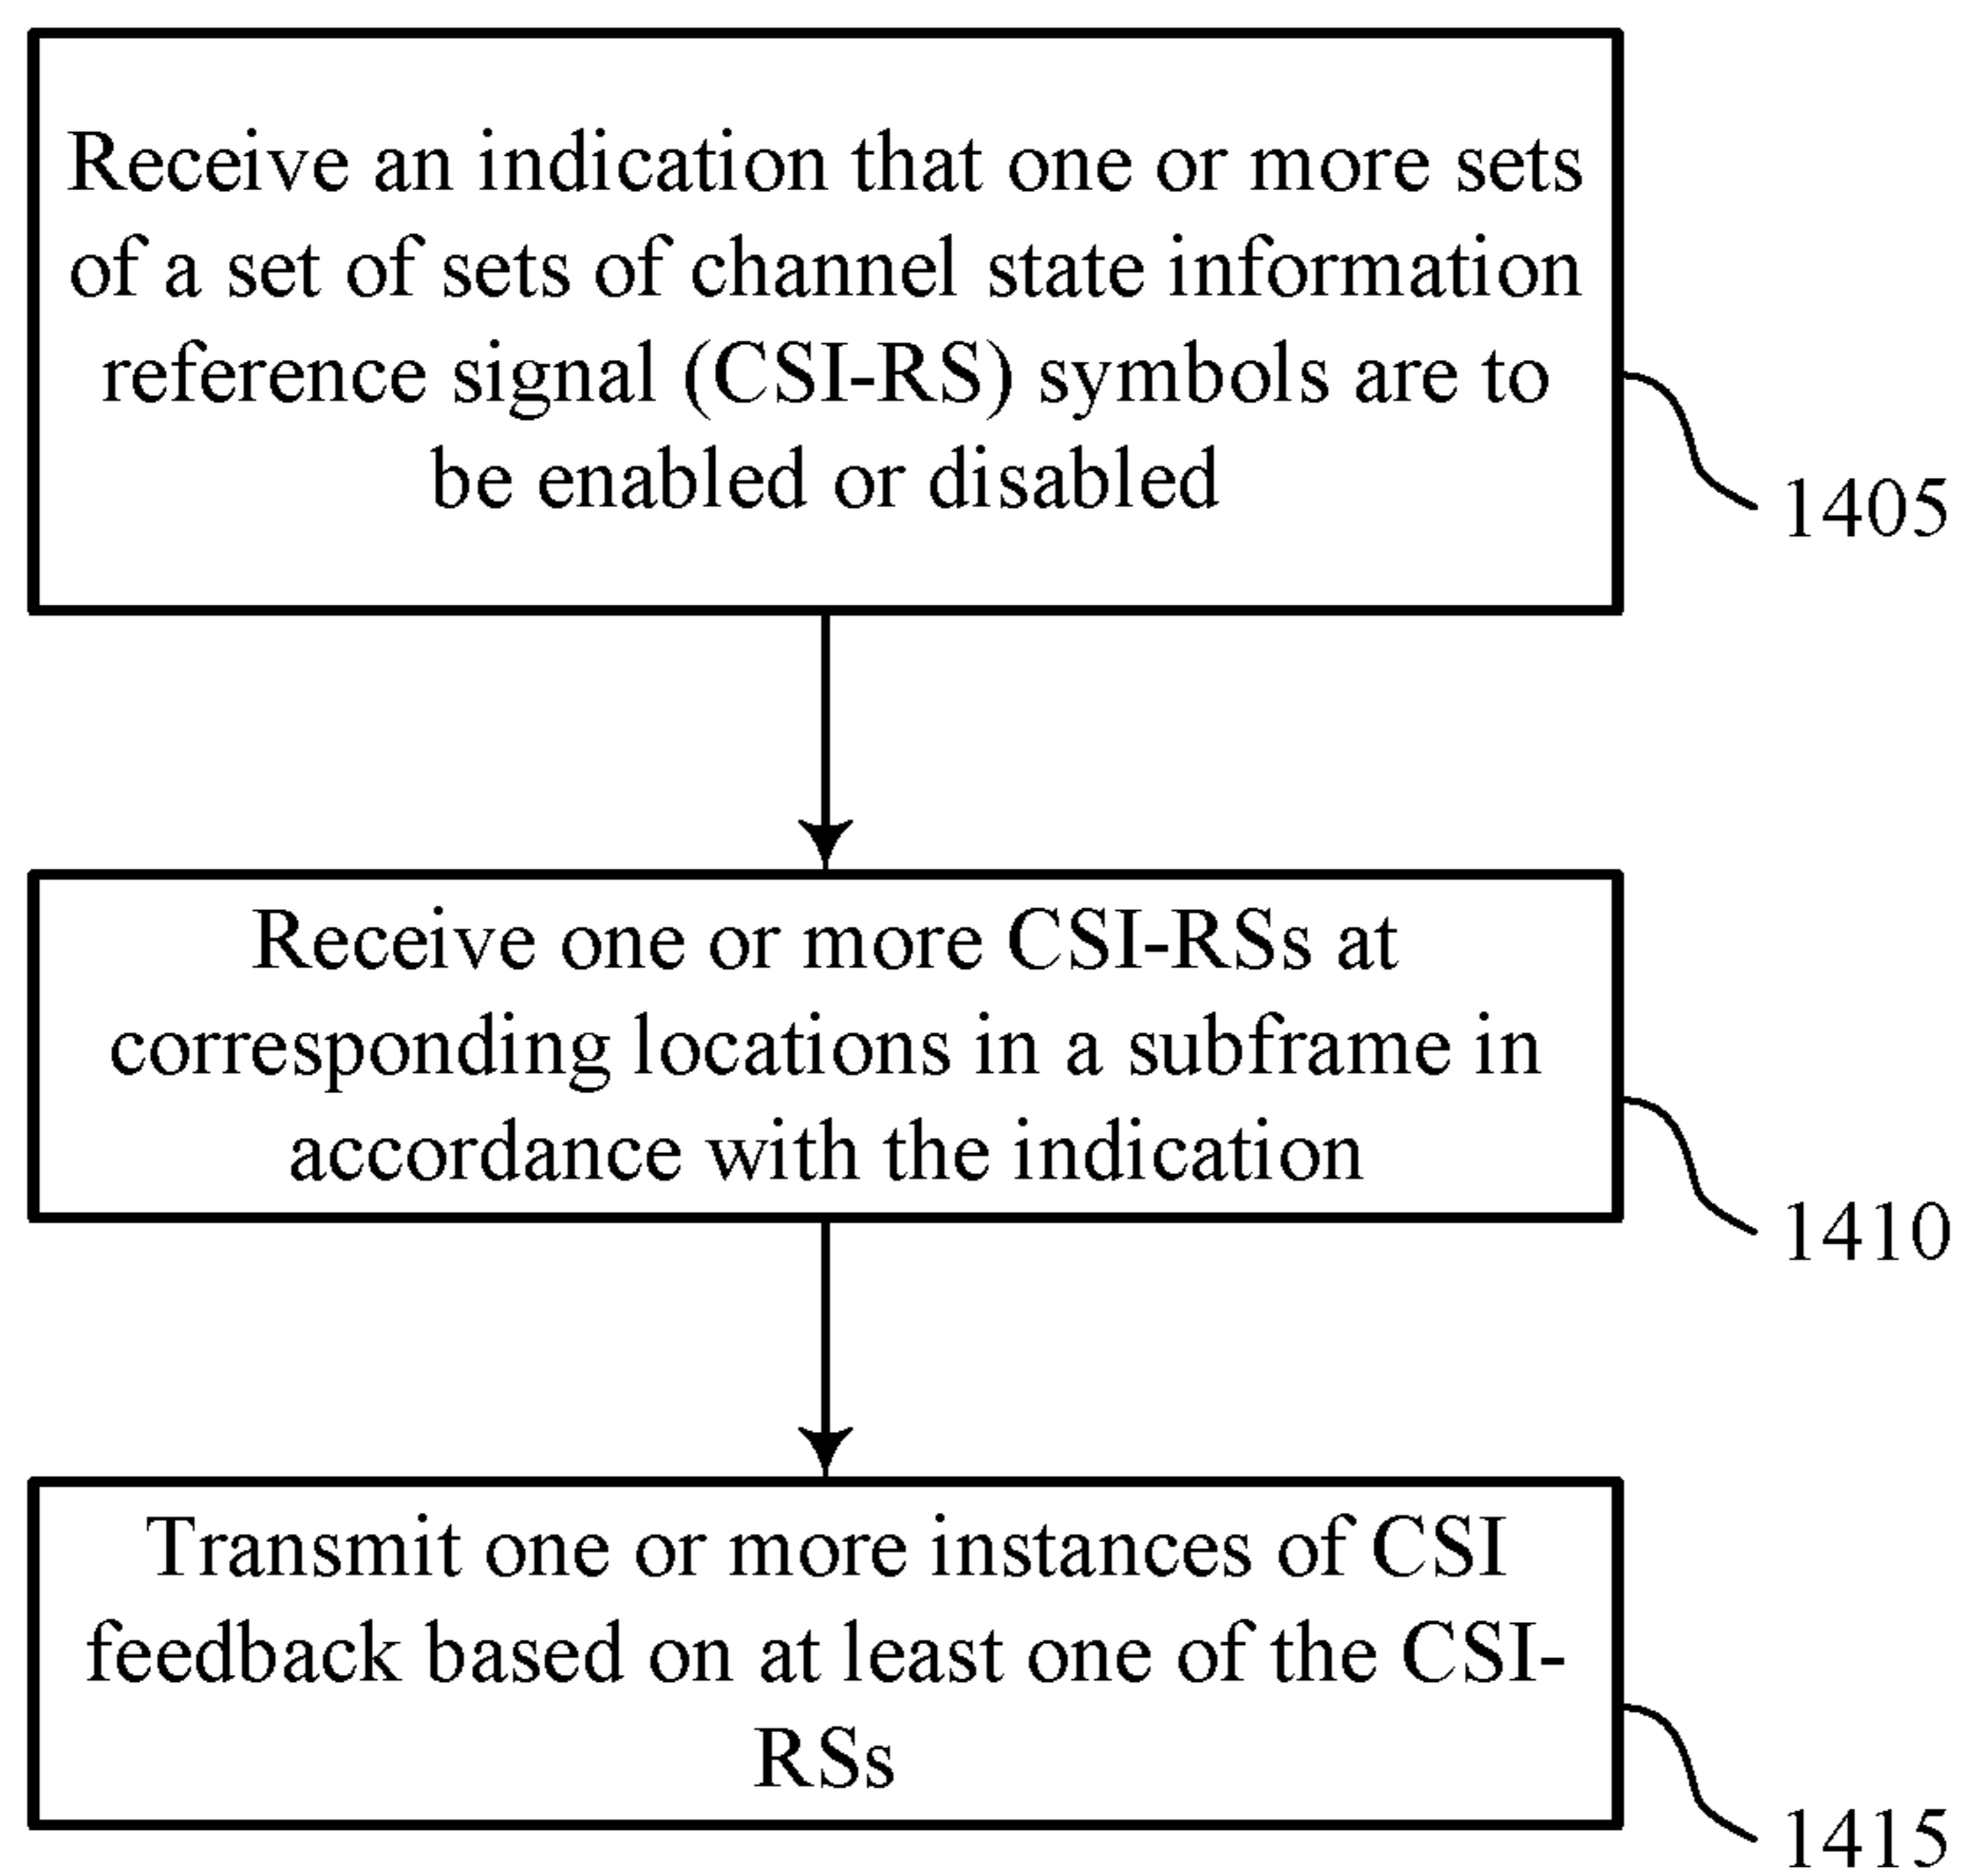 Receive an indication that one or more sets
of a set of sets of channel state information
reference signal (CSI-RS) symbols are to
be enabled or disabled
1405
Receive one or more CSI-RSs at
corresponding locations in a subframe in
accordance with the indication
1410
Transmit one or more instances of CSI
feedback based on at least one of the CSI-
RSs
1415